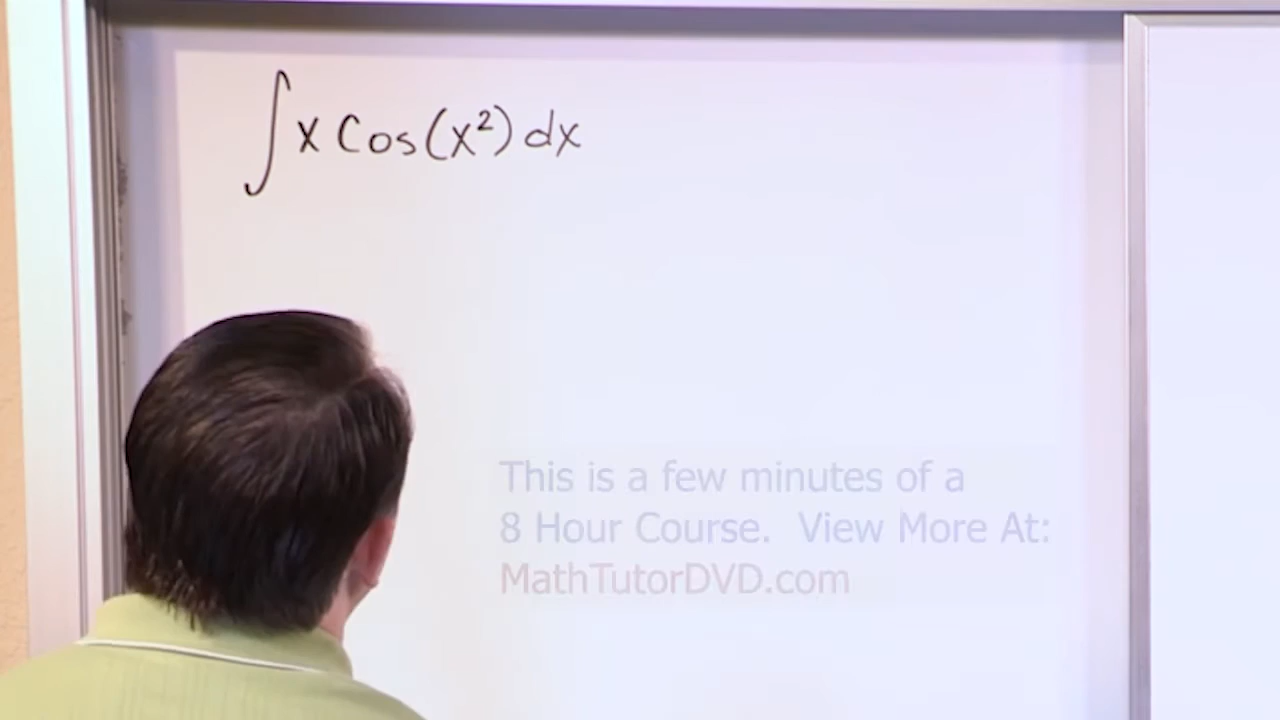 ∫ x Cos(x²) dx
This is a few minutes of a
8 Hour Course.  View More At:
MathTutorDVD.com